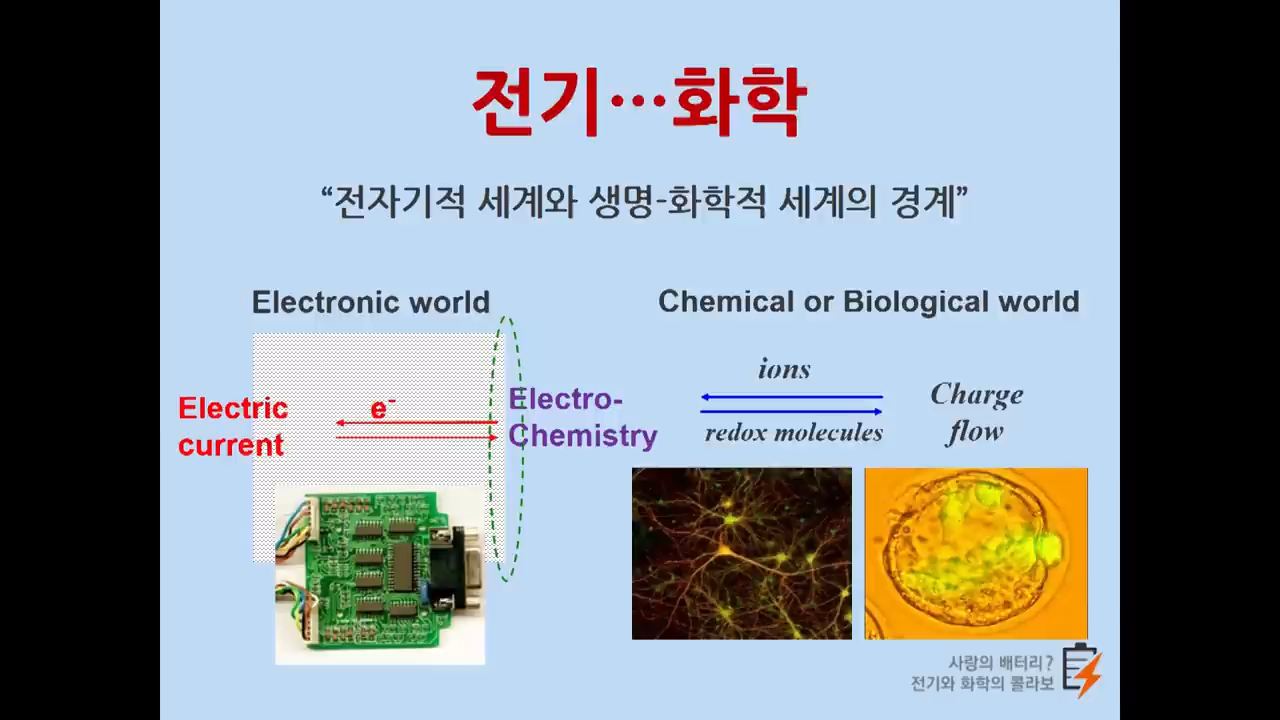 전기…화학
“전자기적 세계와 생명-화학적 세계의 경계”
Electronic world
Chemical or Biological world
Electric
current
e-
Electro-
Chemistry
ions
redox molecules
Charge
flow
사랑의 배터리?
전기와 화학의 콜라보